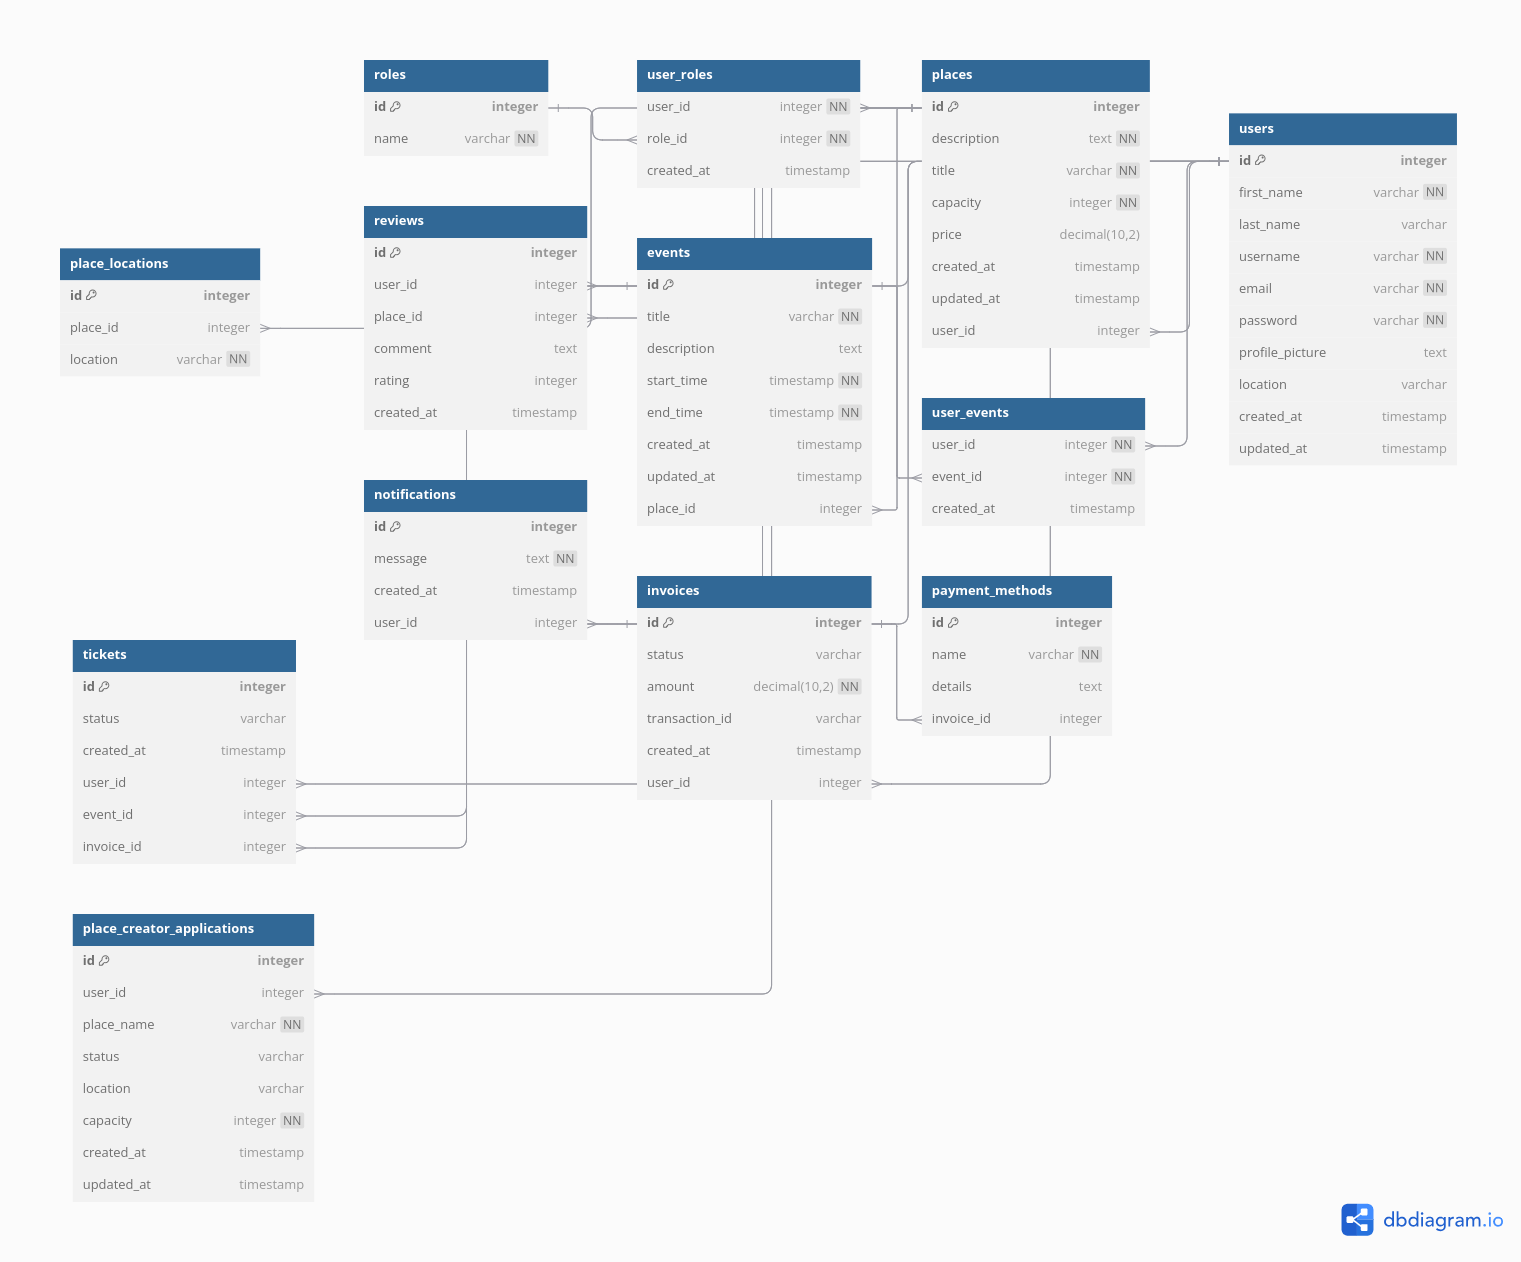 roles
id integer
name varchar NN
user_roles
user_id integer NN
role_id integer NN
created_at timestamp
places
id integer
description text NN
title varchar NN
capacity integer NN
price decimal(10,2)
created_at timestamp
updated_at timestamp
user_id integer
users
id integer
first_name varchar NN
last_name varchar
username varchar NN
email varchar NN
password varchar NN
profile_picture text
location varchar
created_at timestamp
updated_at timestamp
reviews
id integer
user_id integer
place_id integer
comment text
rating integer
created_at timestamp
place_locations
id integer
place_id integer
location varchar NN
events
id integer
title varchar NN
description text
start_time timestamp NN
end_time timestamp NN
created_at timestamp
updated_at timestamp
place_id integer
user_events
user_id integer NN
event_id integer NN
created_at timestamp
notifications
id integer
message text NN
created_at timestamp
user_id integer
invoices
id integer
status varchar
amount decimal(10,2) NN
transaction_id varchar
created_at timestamp
user_id integer
payment_methods
id integer
name varchar NN
details text
invoice_id integer
tickets
id integer
status varchar
created_at timestamp
user_id integer
event_id integer
invoice_id integer
place_creator_applications
id integer
user_id integer
place_name varchar NN
status varchar
location varchar
capacity integer NN
created_at timestamp
updated_at timestamp
dbdiagram.io